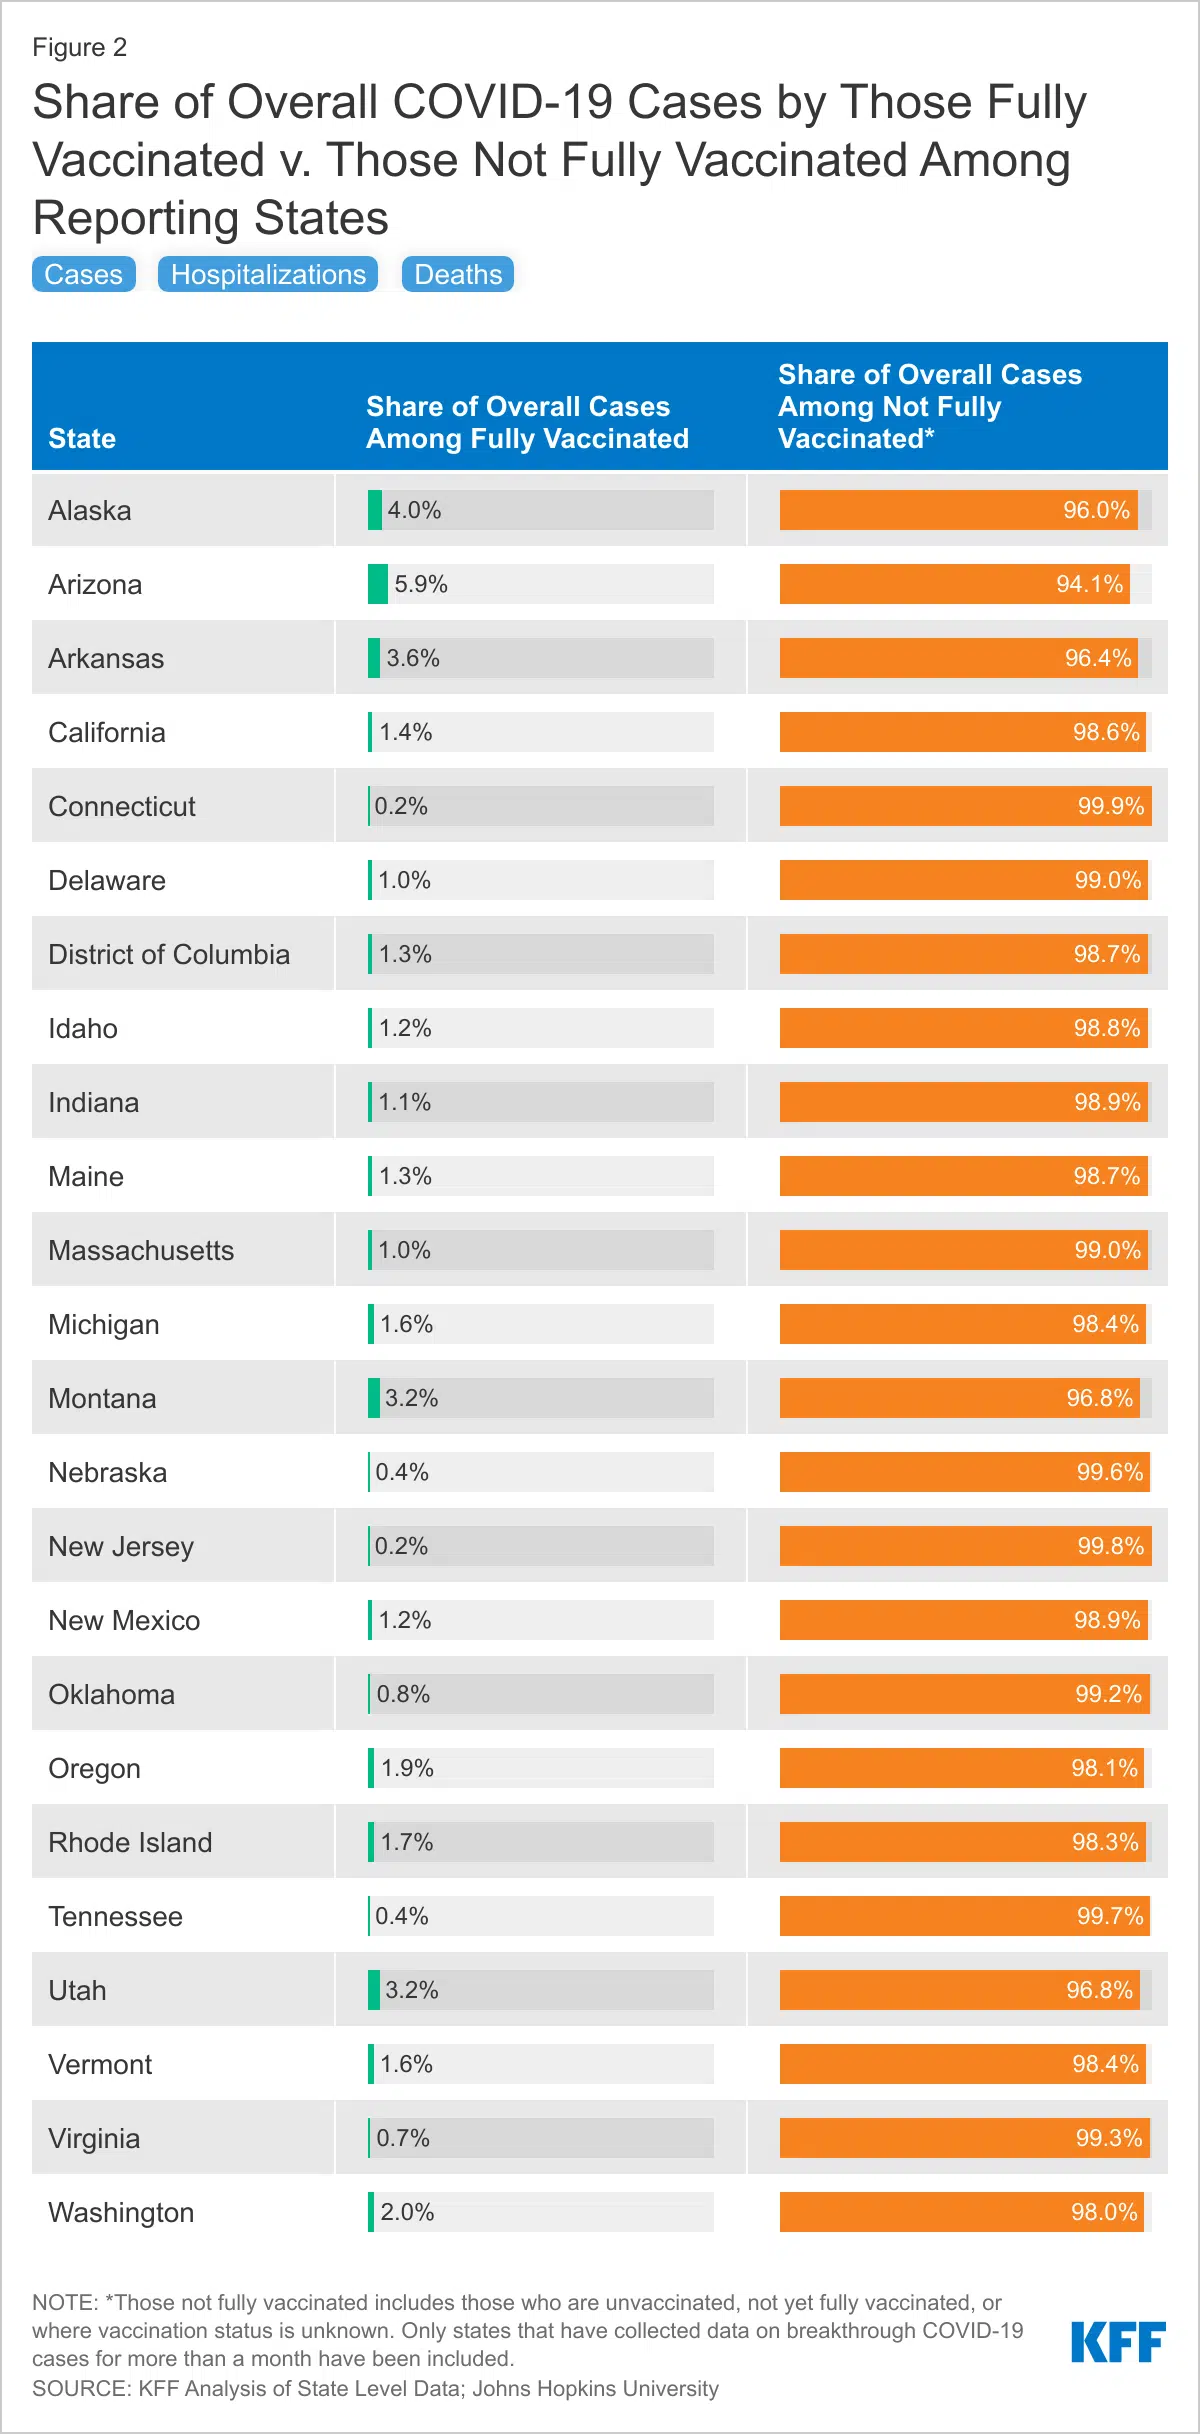 Figure 2
Share of Overall COVID-19 Cases by Those Fully
Vaccinated v. Those Not Fully Vaccinated Among
Reporting States
Cases Hospitalizations Deaths
State
Share of Overall Cases
Among Fully Vaccinated
Share of Overall Cases
Among Not Fully
Vaccinated*
Alaska 4.0% 96.0%
Arizona 5.9% 94.1%
Arkansas 3.6% 96.4%
California 1.4% 98.6%
Connecticut 0.2% 99.9%
Delaware 1.0% 99.0%
District of Columbia 1.3% 98.7%
Idaho 1.2% 98.8%
Indiana 1.1% 98.9%
Maine 1.3% 98.7%
Massachusetts 1.0% 99.0%
Michigan 1.6% 98.4%
Montana 3.2% 96.8%
Nebraska 0.4% 99.6%
New Jersey 0.2% 99.8%
New Mexico 1.2% 98.9%
Oklahoma 0.8% 99.2%
Oregon 1.9% 98.1%
Rhode Island 1.7% 98.3%
Tennessee 0.4% 99.7%
Utah 3.2% 96.8%
Vermont 1.6% 98.4%
Virginia 0.7% 99.3%
Washington 2.0% 98.0%
NOTE: *Those not fully vaccinated includes those who are unvaccinated, not yet fully vaccinated, or
where vaccination status is unknown. Only states that have collected data on breakthrough COVID-19
cases for more than a month have been included.
SOURCE: KFF Analysis of State Level Data; Johns Hopkins University
KFF